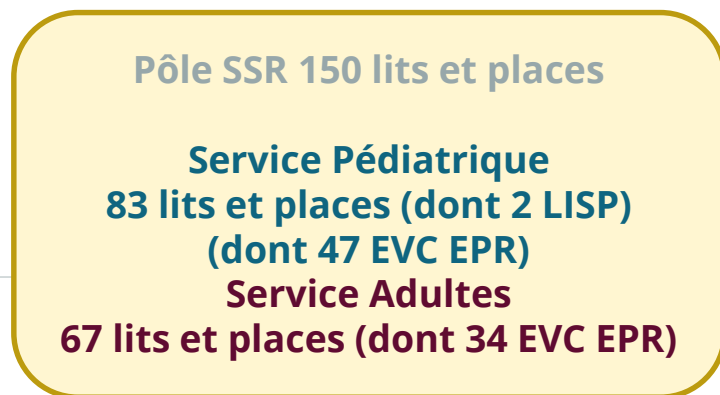 Pôle SSR 150 lits et places
Service Pédiatrique
83 lits et places (dont 2 LISP)
(dont 47 EVC EPR)
Service Adultes
67 lits et places (dont 34 EVC EPR)